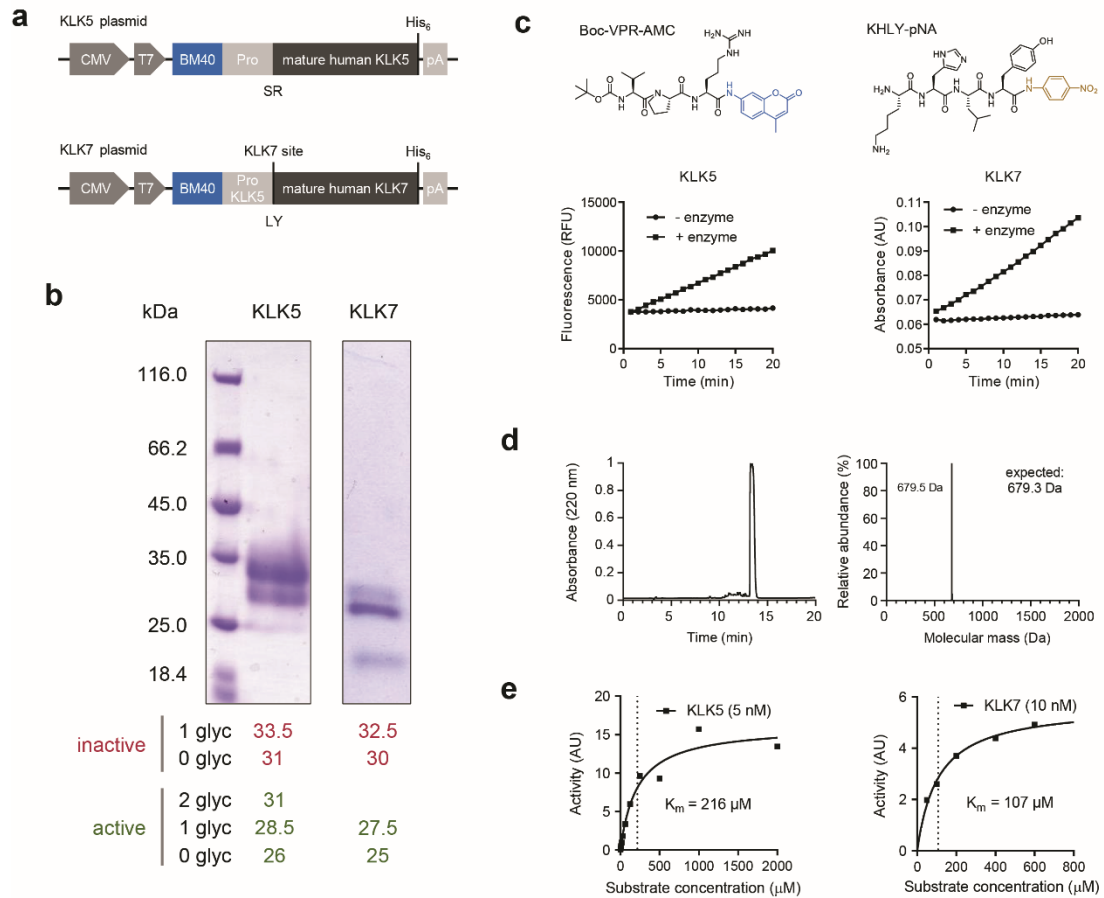 a
KLK5 plasmid
His6
CMV T7 BM40 Pro mature human KLK5 pA
SR
KLK7 plasmid
KLK7 site
His6
CMV T7 BM40 Pro KLK5 mature human KLK7 pA
LY
b
kDa KLK5 KLK7
116.0
66.2
45.0
35.0
25.0
18.4
inactive
1 glyc 33.5 32.5
0 glyc 31 30
active
2 glyc 31
1 glyc 28.5 27.5
0 glyc 26 25
c
Boc-VPR-AMC
H2N NH
HN
O O O
O N H N N H O H N O O
KHLY-pNA
OH
N NH
H2N O N H O H N O N H O H N NO2
NH2
KLK5
Fluorescence (RFU)
15000
10000
5000
0
- enzyme
+ enzyme
0 5 10 15 20
Time (min)
KLK7
Absorbance (AU)
0.11
0.10
0.09
0.08
0.07
0.06
0.05
- enzyme
+ enzyme
5 10 15 20
Time (min)
d
Absorbance (220 nm)
1
0.8
0.6
0.4
0.2
0
0 5 10 15 20
Time (min)
Relative abundance (%)
100
80
60
40
20
0
679.5 Da
expected:
679.3 Da
0 500 1000 1500 2000
Molecular mass (Da)
e
Activity (AU)
20
15
10
5
0
KLK5 (5 nM)
Km = 216 µM
0 500 1000 1500 2000
Substrate concentration (µM)
Activity (AU)
6
4
2
0
KLK7 (10 nM)
Km = 107 µM
0 200 400 600 800
Substrate concentration (µM)